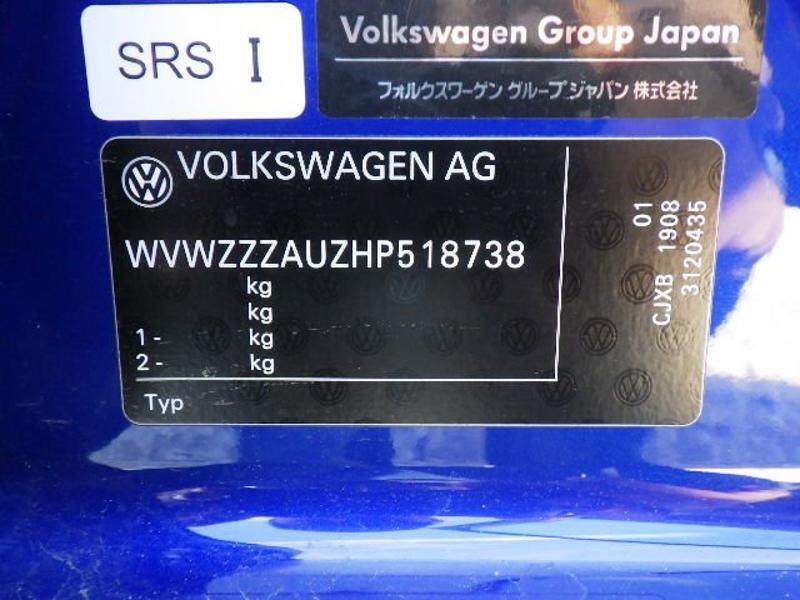 SRS I
Volkswagen Group Japan
フォルクスワーゲン グループ ジャパン 株式会社
VOLKSWAGEN AG
WVWZZZAUZHP518738
kg
kg
1 - kg
2 - kg
Typ
01
CJXB 1908
3120435